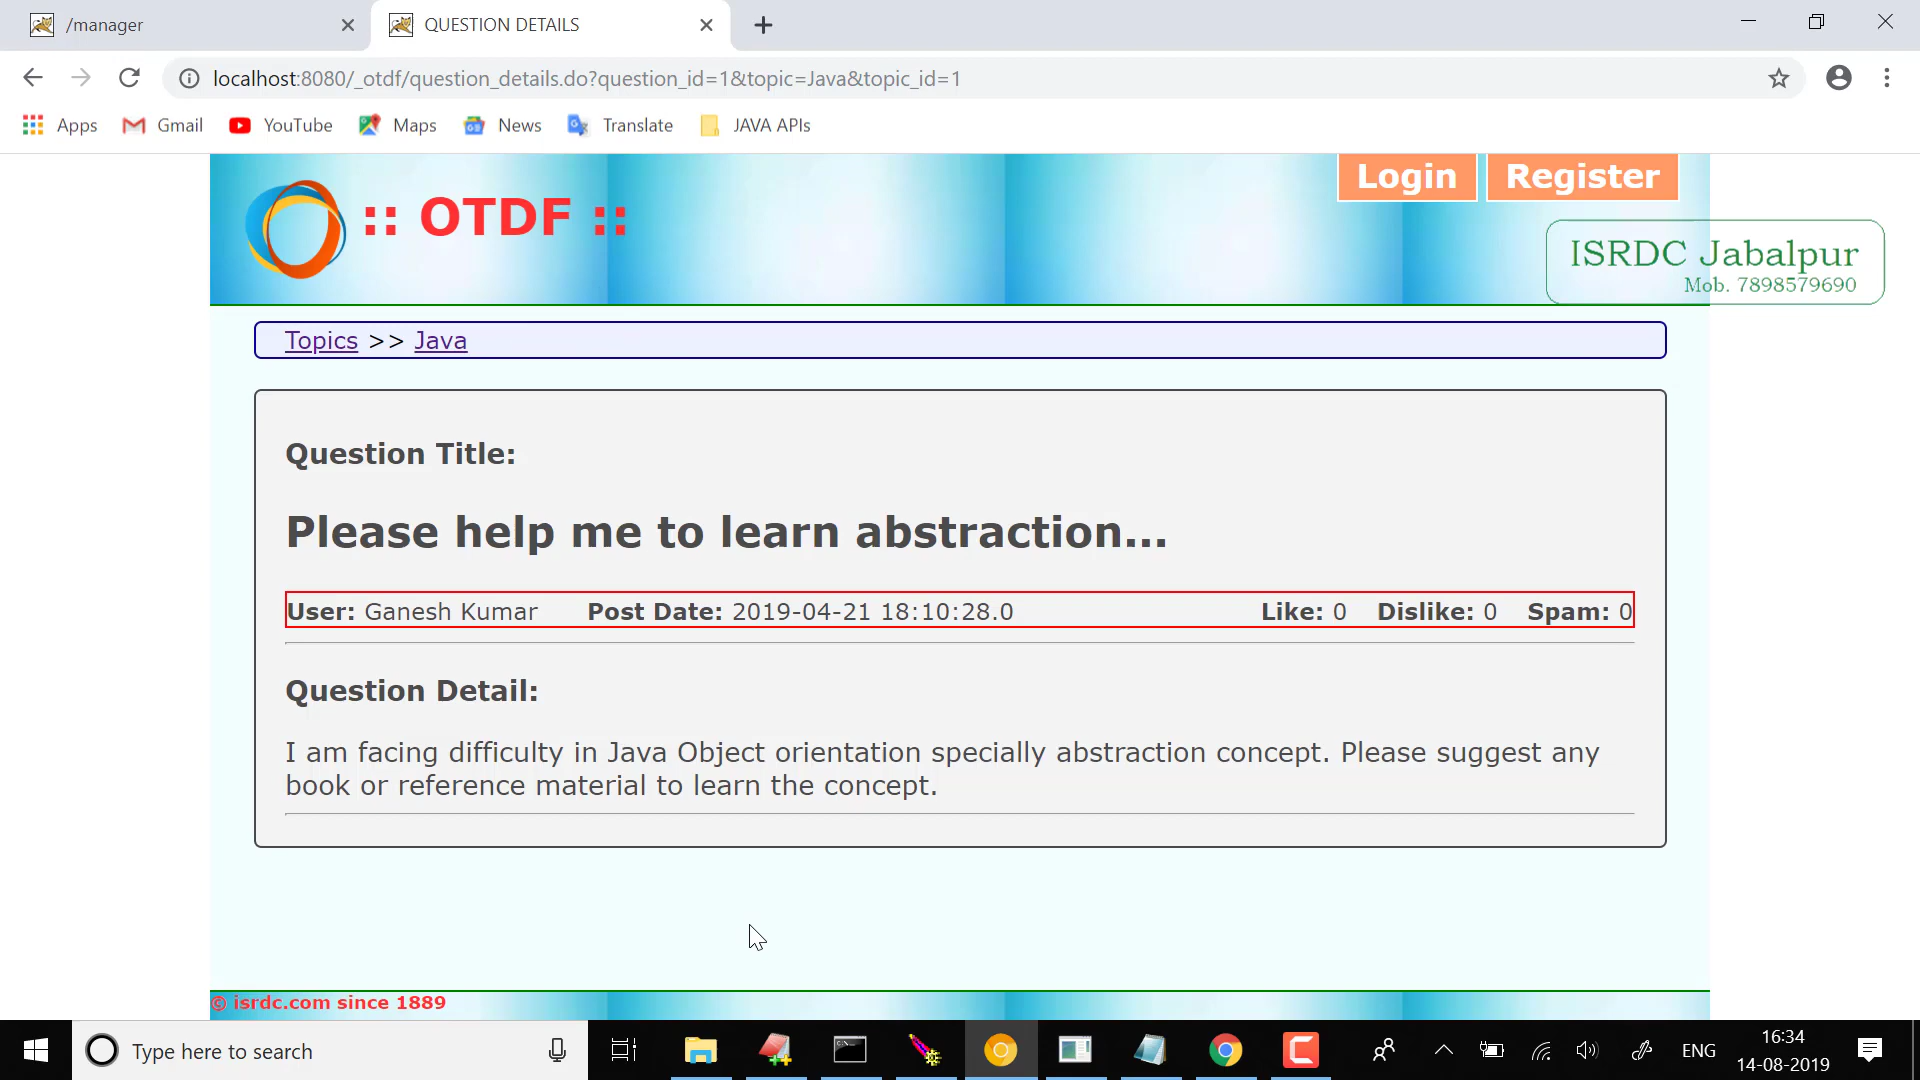 /manager
QUESTION DETAILS
localhost:8080/_otdf/question_details.do?question_id=1&topic=Java&topic_id=1
Apps Gmail YouTube Maps News Translate JAVA APIs
Login Register
:: OTDF ::
ISRDC Jabalpur
Mob. 7898579690
Topics >> Java
Question Title:
Please help me to learn abstraction...
User: Ganesh Kumar Post Date: 2019-04-21 18:10:28.0 Like: 0 Dislike: 0 Spam: 0
Question Detail:
I am facing difficulty in Java Object orientation specially abstraction concept. Please suggest any
book or reference material to learn the concept.
© isrdc.com since 1889
Type here to search
ENG
16:34
14-08-2019